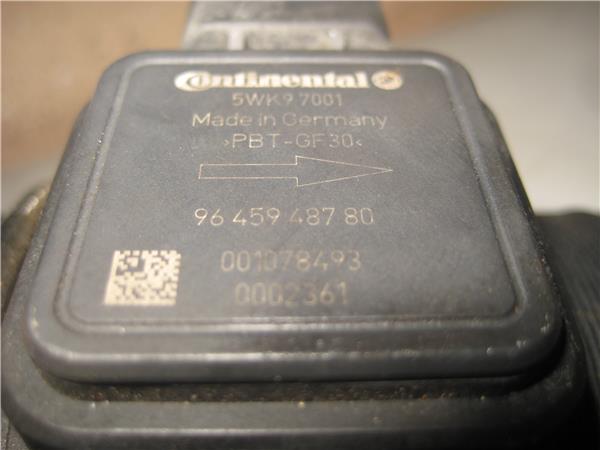 Continental
5WK9 7001
Made in Germany
>PBT-GF30<
96 459 487 80
001078493
0002361